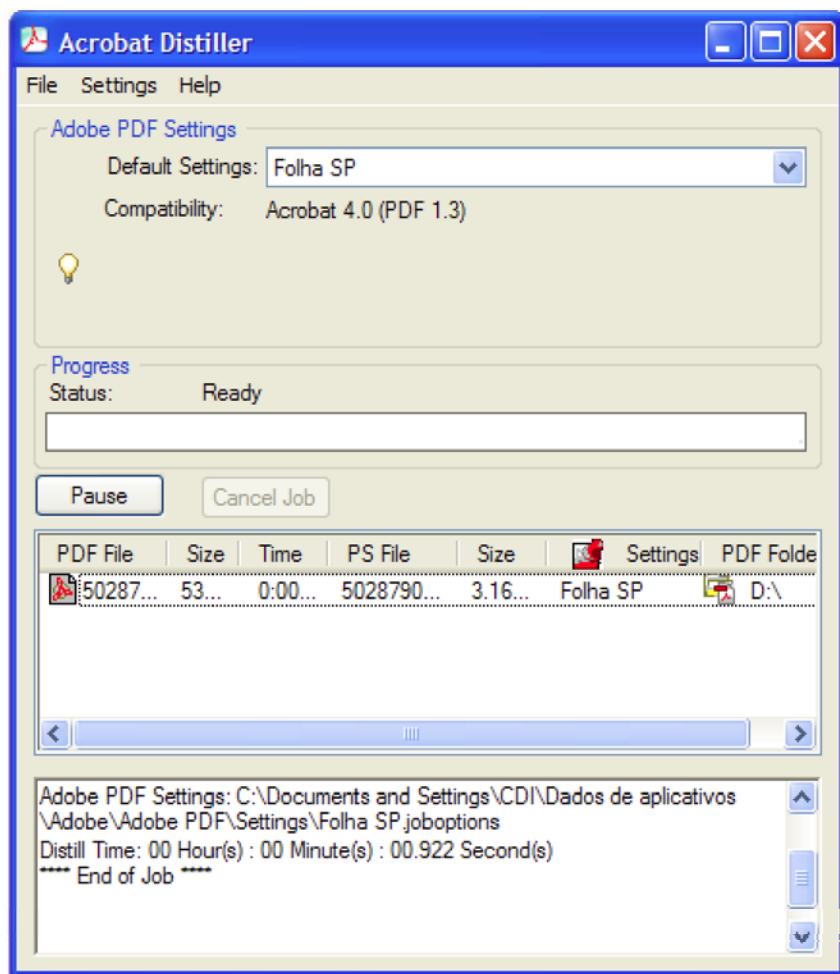 Acrobat Distiller
File Settings Help
Adobe PDF Settings
Default Settings: Folha SP
Compatibility: Acrobat 4.0 (PDF 1.3)
Progress
Status: Ready
Pause Cancel Job
PDF File Size Time PS File Size Settings PDF Folde
50287... 53... 0:00... 5028790... 3.16... Folha SP D:\
Adobe PDF Settings: C:\Documents and Settings\CDI\Dados de aplicativos
\Adobe\Adobe PDF\Settings\Folha SP.joboptions
Distill Time: 00 Hour(s) : 00 Minute(s) : 00.922 Second(s)
**** End of Job ****